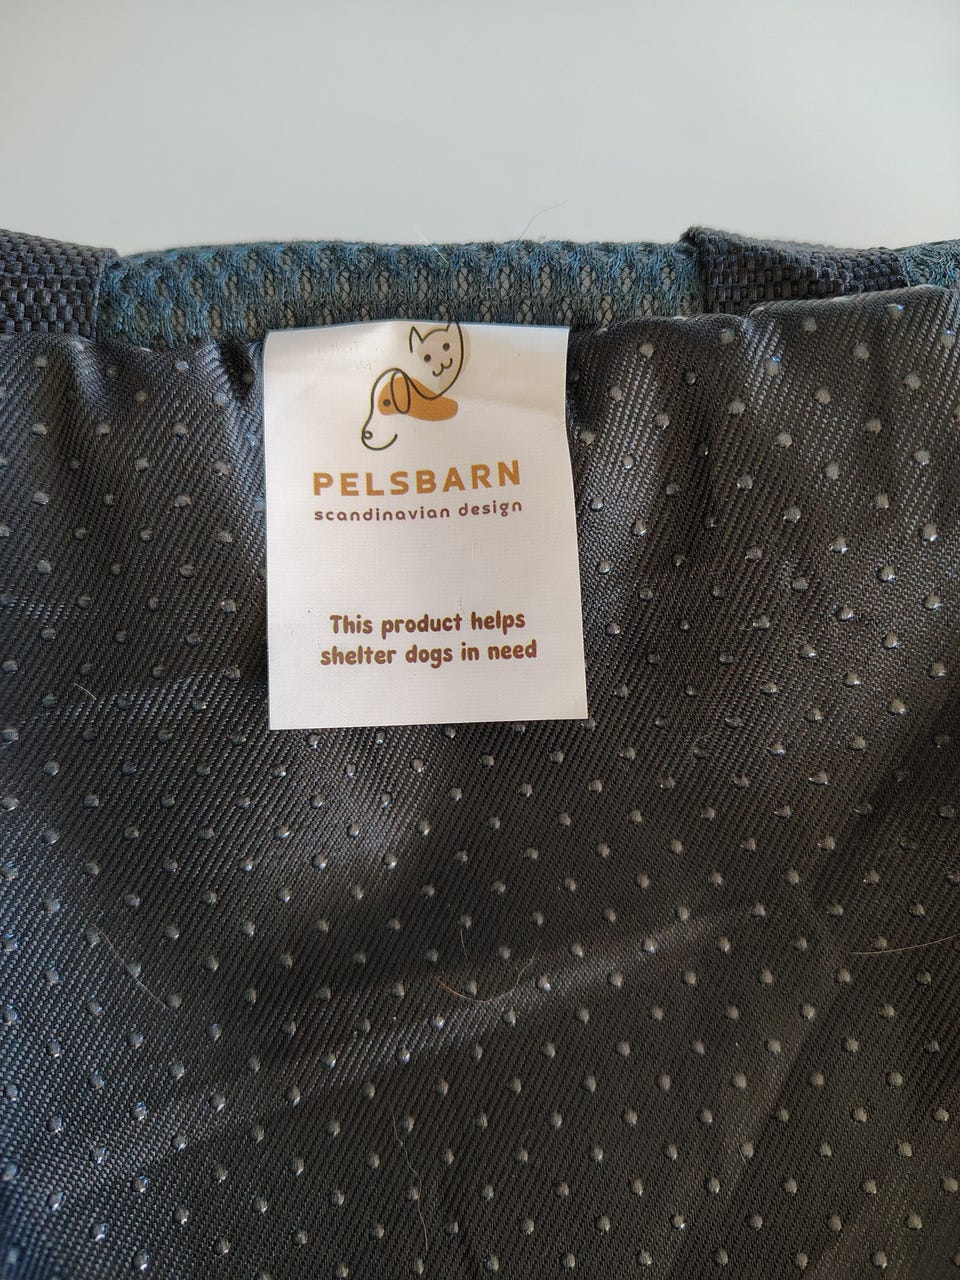 PELSBARN
scandinavian design
This product helps
shelter dogs in need